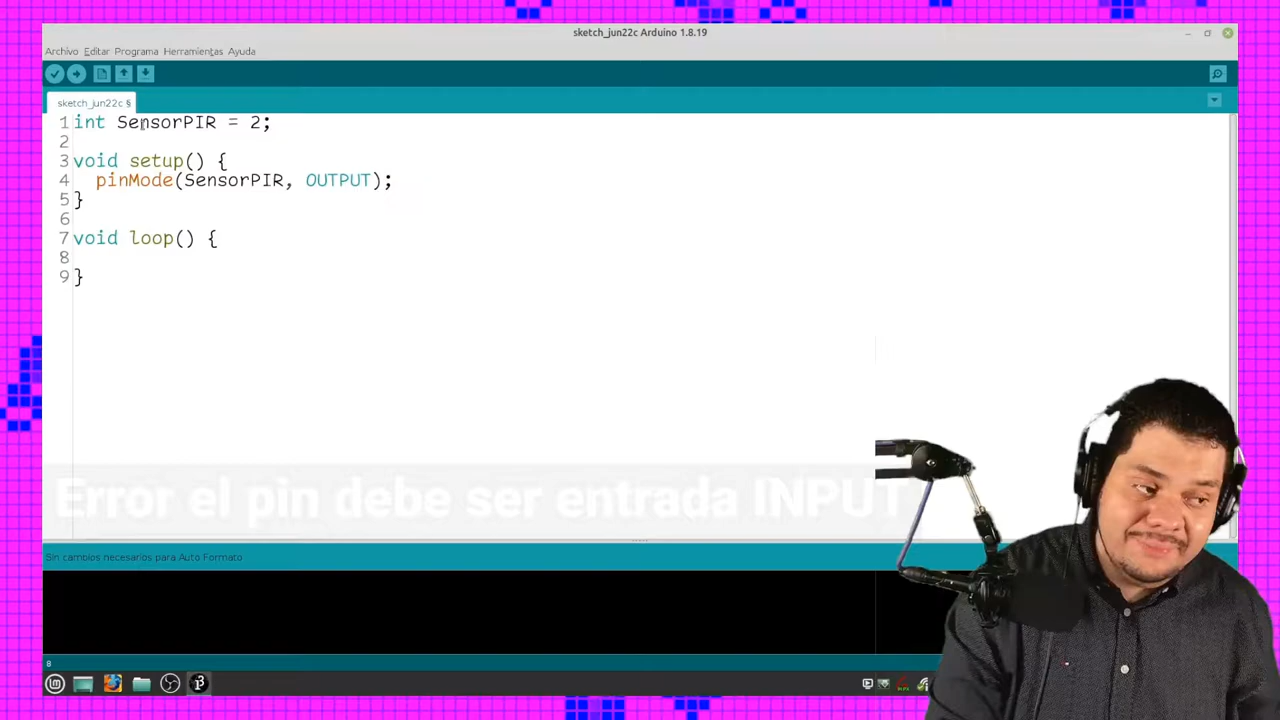 sketch_jun22c Arduino 1.8.19
Archivo Editar Programa Herramientas Ayuda
sketch_jun22c §
1 int SensorPIR = 2;
2
3 void setup() {
4 pinMode(SensorPIR, OUTPUT);
5 }
6
7 void loop() {
8
9 }
Error el pin debe ser entrada INPUT
Sin cambios necesarios para Auto Formato
8